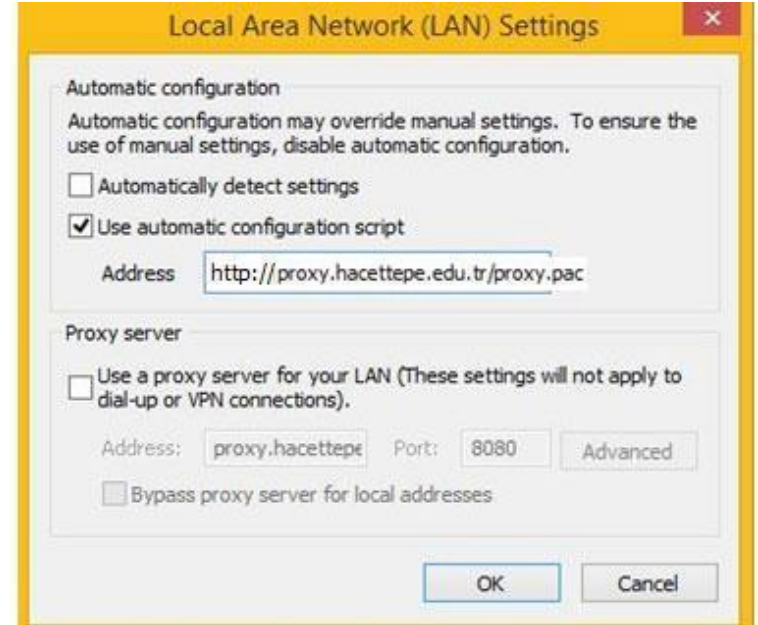 Local Area Network (LAN) Settings
Automatic configuration
Automatic configuration may override manual settings. To ensure the
use of manual settings, disable automatic configuration.
Automatically detect settings
Use automatic configuration script
Address http://proxy.hacettepe.edu.tr/proxy.pac
Proxy server
Use a proxy server for your LAN (These settings will not apply to
dial-up or VPN connections).
Address: proxy.hacettepe Port: 8080 Advanced
Bypass proxy server for local addresses
OK Cancel